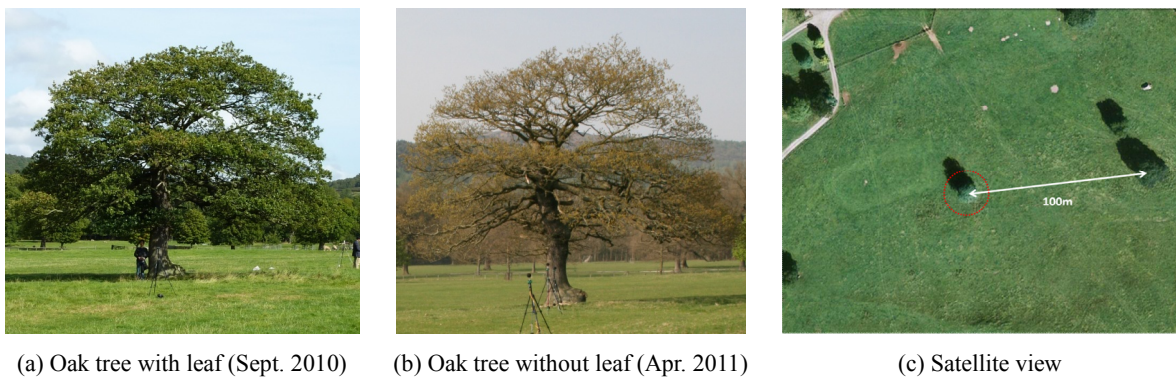 100m
(a) Oak tree with leaf (Sept. 2010)
(b) Oak tree without leaf (Apr. 2011)
(c) Satellite view